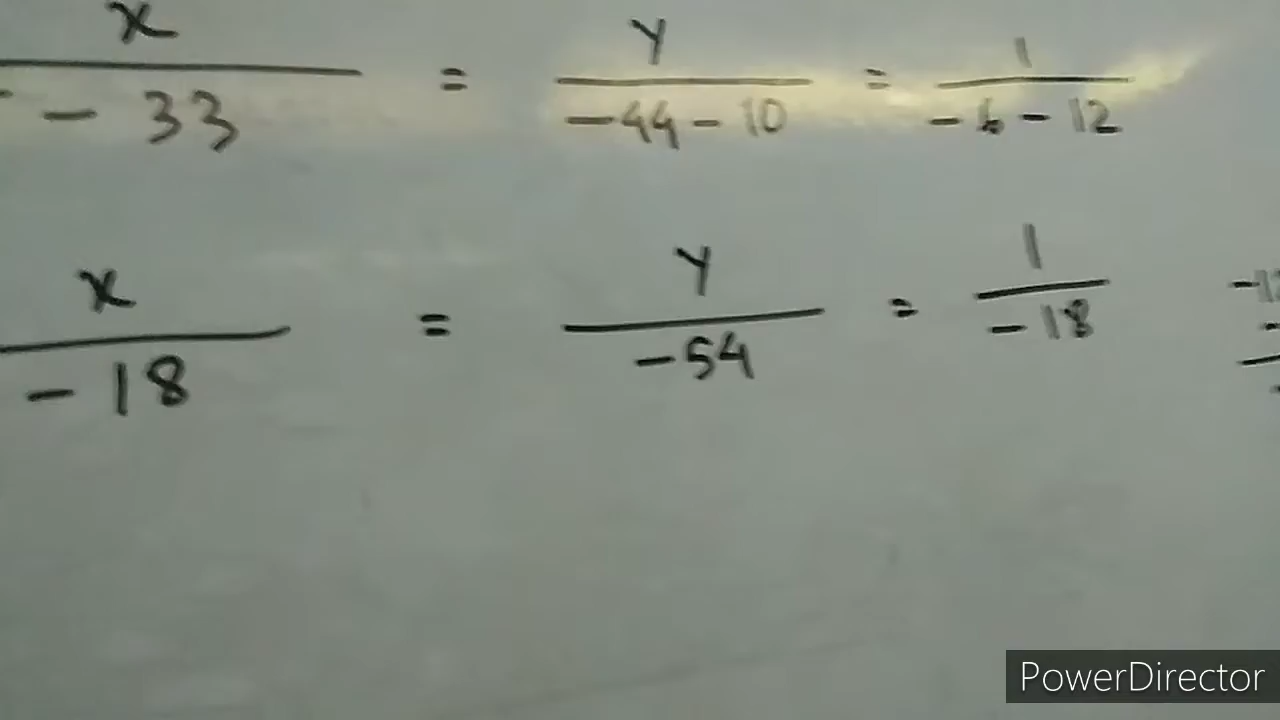 x / - 33 = y / -44 - 10 = 1 / -6 - 12
x / - 18 = y / -54 = 1 / - 18
PowerDirector